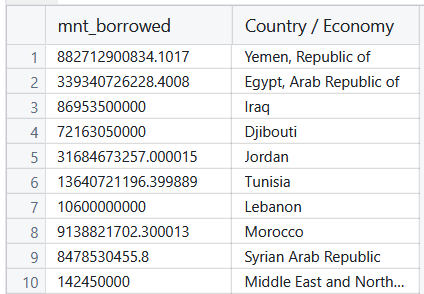 mnt_borrowed Country / Economy
1 882712900834.1017 Yemen, Republic of
2 339340726228.4008 Egypt, Arab Republic of
3 86953500000 Iraq
4 72163050000 Djibouti
5 31684673257.000015 Jordan
6 13640721196.399889 Tunisia
7 10600000000 Lebanon
8 9138821702.300013 Morocco
9 8478530455.8 Syrian Arab Republic
10 142450000 Middle East and North...